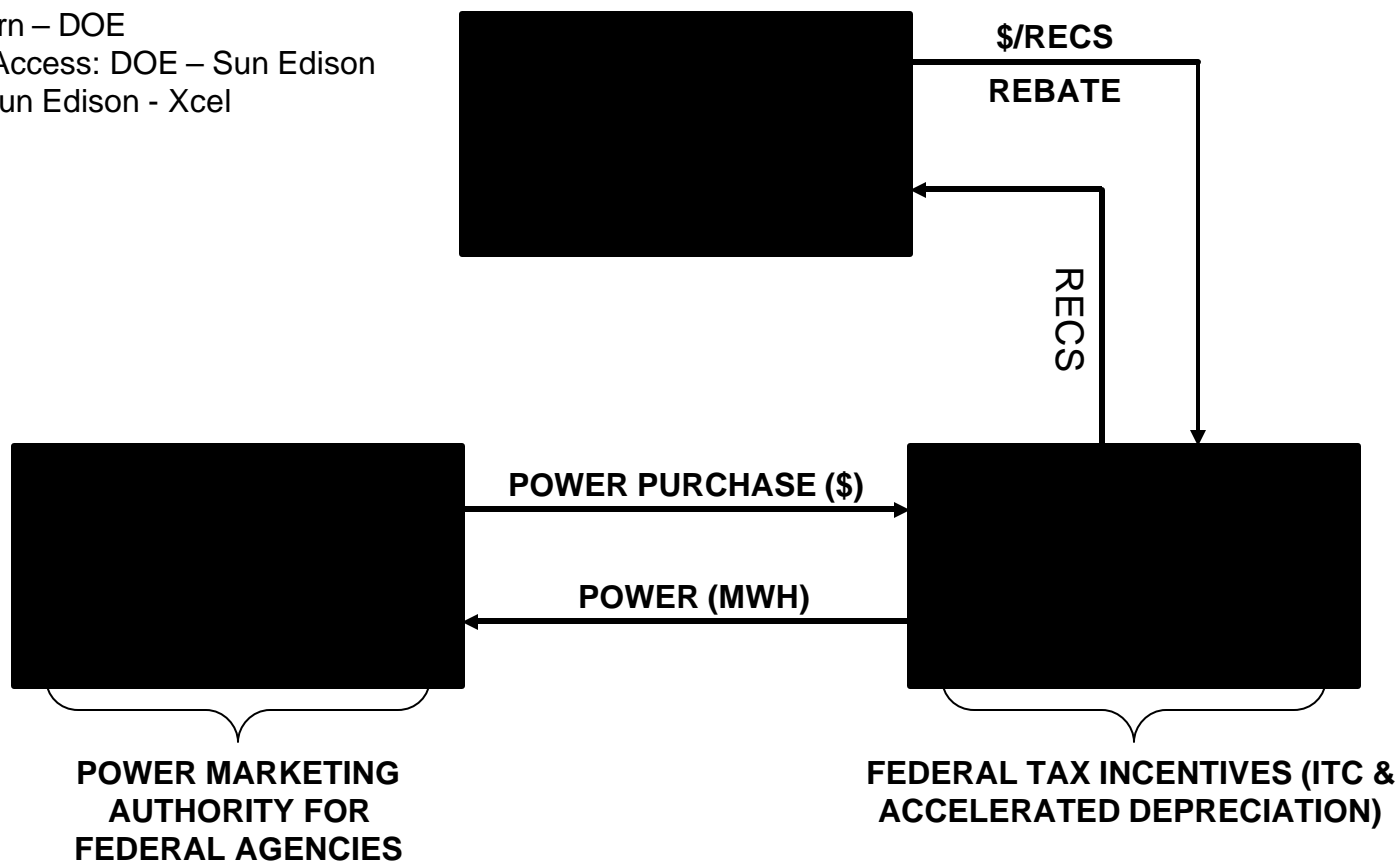 rn – DOE
Access: DOE – Sun Edison
un Edison - Xcel
$/RECS
REBATE
RECS
POWER PURCHASE ($)
POWER (MWH)
POWER MARKETING
AUTHORITY FOR
FEDERAL AGENCIES
FEDERAL TAX INCENTIVES (ITC &
ACCELERATED DEPRECIATION)